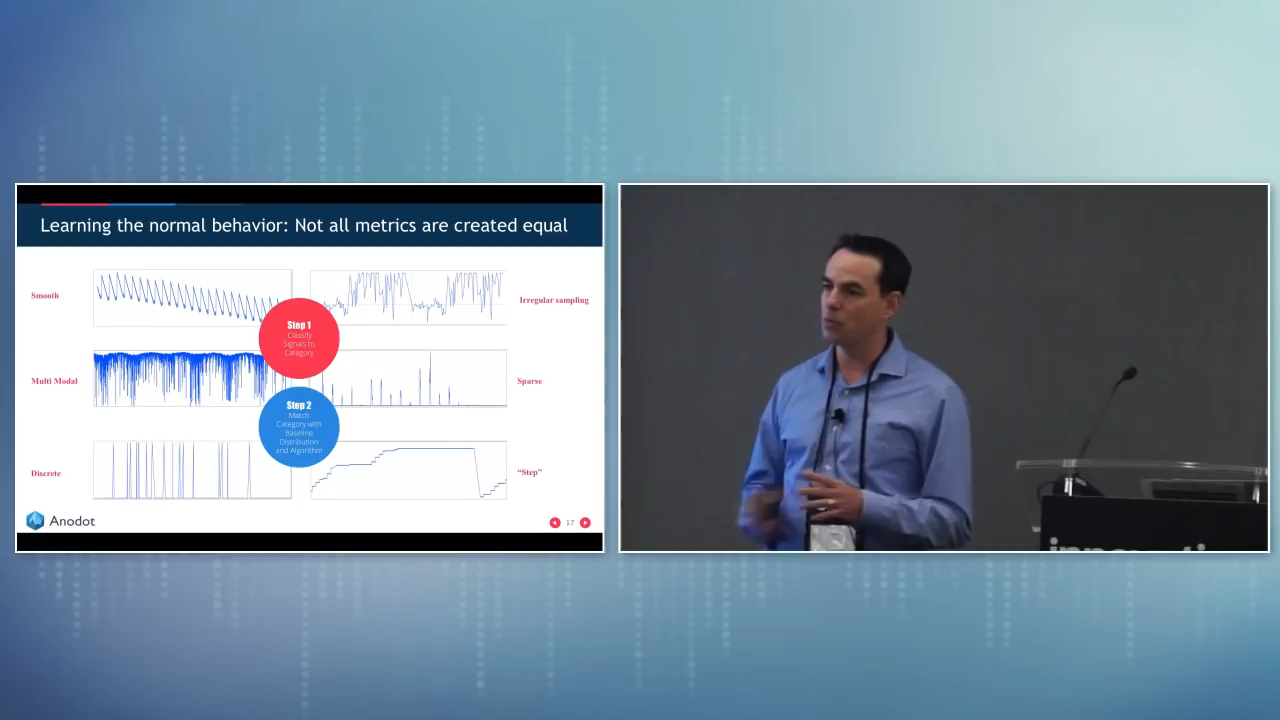 Learning the normal behavior: Not all metrics are created equal
Smooth
Irregular sampling
Step 1
Classify
Signals to
Category
Multi Modal
Sparse
Step 2
Match
Category with
Baseline
Distribution
and Algorithm
Discrete
“Step”
Anodot
17